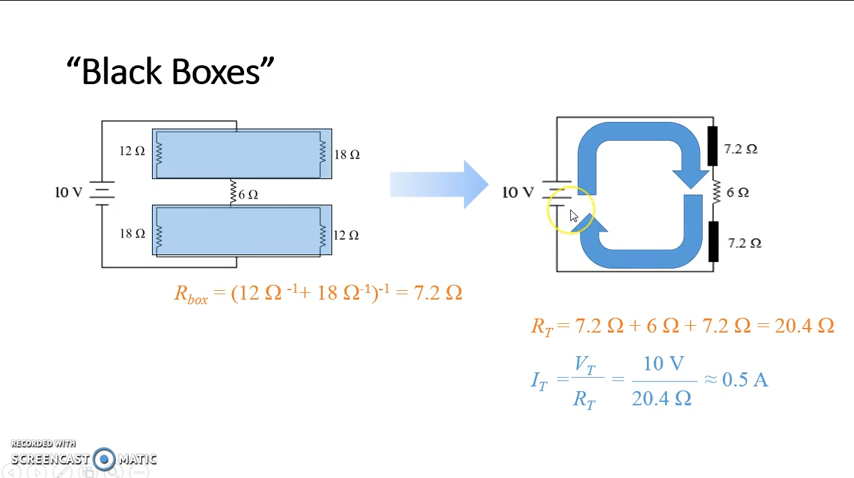 “Black Boxes”
12 Ω
18 Ω
10 V
6 Ω
18 Ω
12 Ω
R_box = (12 Ω ⁻¹+ 18 Ω⁻¹)⁻¹ = 7.2 Ω
7.2 Ω
10 V
6 Ω
7.2 Ω
R_T = 7.2 Ω + 6 Ω + 7.2 Ω = 20.4 Ω
I_T = V_T / R_T = 10 V / 20.4 Ω ≈ 0.5 A
RECORDED WITH
SCREENCAST MATIC